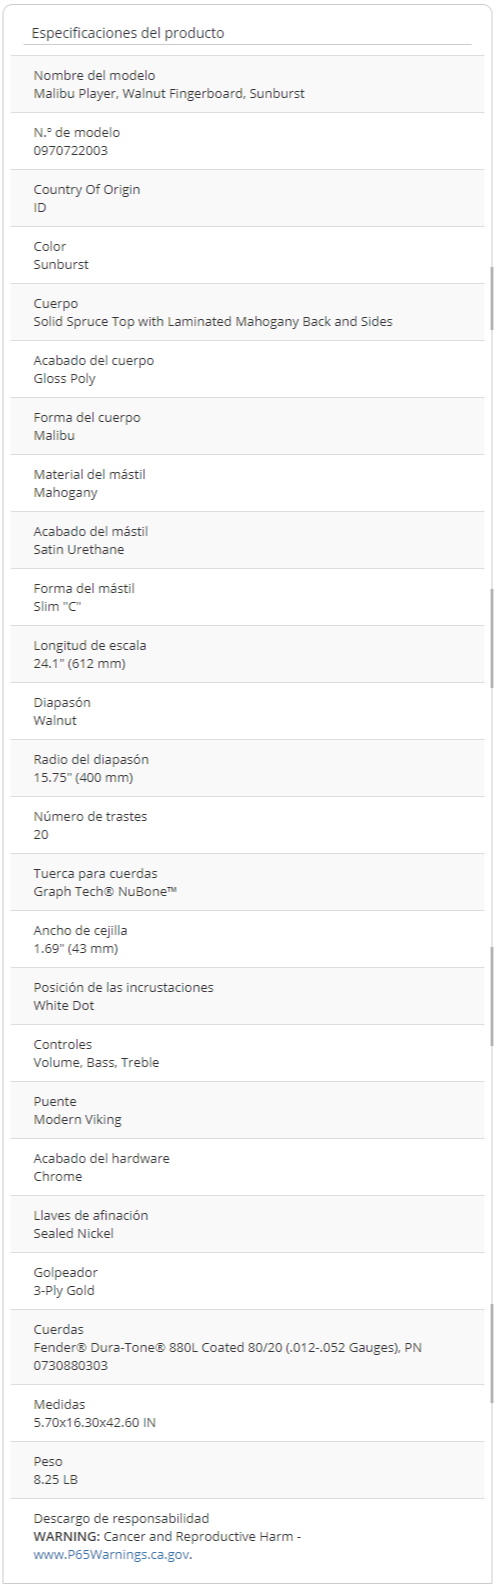 Especificaciones del producto
Nombre del modelo
Malibu Player, Walnut Fingerboard, Sunburst
N.º de modelo
0970722003
Country Of Origin
ID
Color
Sunburst
Cuerpo
Solid Spruce Top with Laminated Mahogany Back and Sides
Acabado del cuerpo
Gloss Poly
Forma del cuerpo
Malibu
Material del mástil
Mahogany
Acabado del mástil
Satin Urethane
Forma del mástil
Slim "C"
Longitud de escala
24.1" (612 mm)
Diapasón
Walnut
Radio del diapasón
15.75" (400 mm)
Número de trastes
20
Tuerca para cuerdas
Graph Tech® NuBone™
Ancho de cejilla
1.69" (43 mm)
Posición de las incrustaciones
White Dot
Controles
Volume, Bass, Treble
Puente
Modern Viking
Acabado del hardware
Chrome
Llaves de afinación
Sealed Nickel
Golpeador
3-Ply Gold
Cuerdas
Fender® Dura-Tone® 880L Coated 80/20 (.012-.052 Gauges), PN
0730880303
Medidas
5.70x16.30x42.60 IN
Peso
8.25 LB
Descargo de responsabilidad
WARNING: Cancer and Reproductive Harm -
www.P65Warnings.ca.gov.